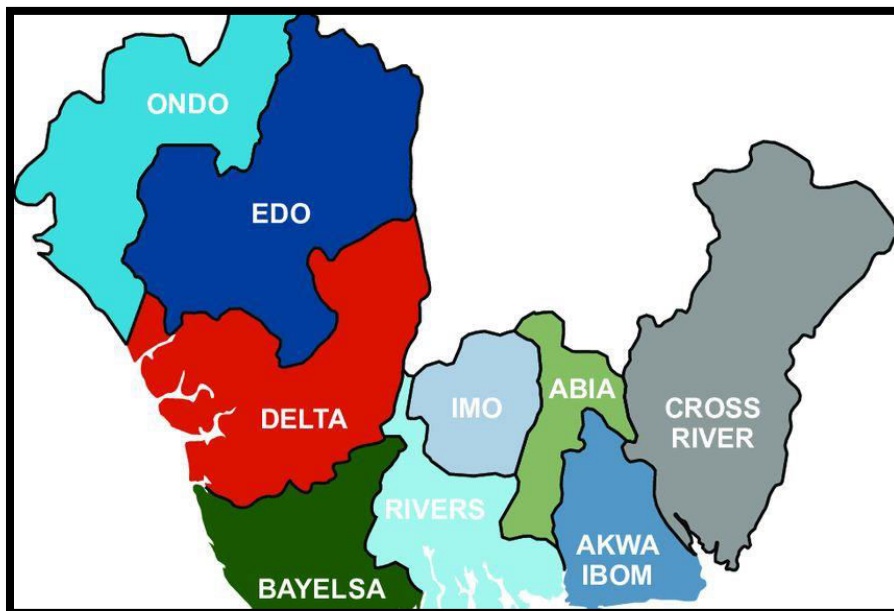 ONDO
EDO
DELTA
IMO
ABIA
CROSS
RIVER
RIVERS
AKWA
IBOM
BAYELSA